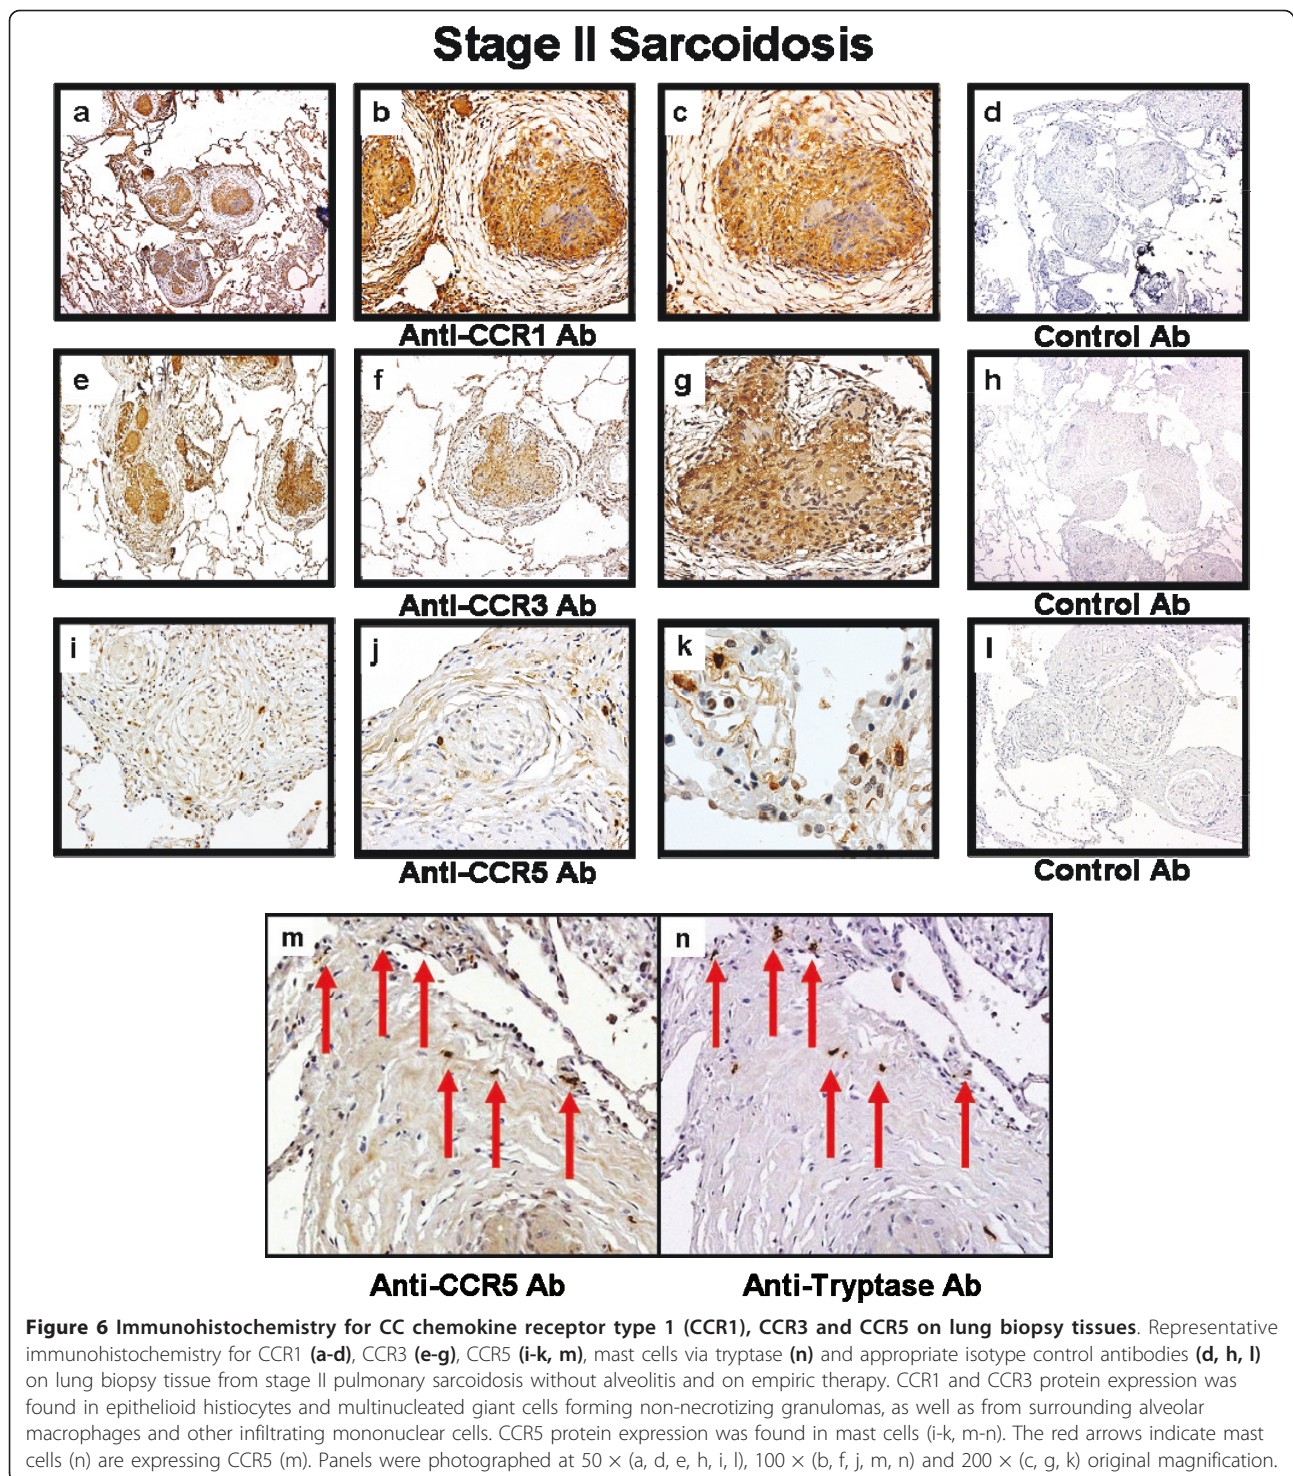 Stage II Sarcoidosis
a b c d
Anti-CCR1 Ab Control Ab
e f g h
Anti-CCR3 Ab Control Ab
i j k l
Anti-CCR5 Ab Control Ab
m n
Anti-CCR5 Ab Anti-Tryptase Ab
Figure 6 Immunohistochemistry for CC chemokine receptor type 1 (CCR1), CCR3 and CCR5 on lung biopsy tissues. Representative
immunohistochemistry for CCR1 (a-d), CCR3 (e-g), CCR5 (i-k, m), mast cells via tryptase (n) and appropriate isotype control antibodies (d, h, l)
on lung biopsy tissue from stage II pulmonary sarcoidosis without alveolitis and on empiric therapy. CCR1 and CCR3 protein expression was
found in epithelioid histiocytes and multinucleated giant cells forming non-necrotizing granulomas, as well as from surrounding alveolar
macrophages and other infiltrating mononuclear cells. CCR5 protein expression was found in mast cells (i-k, m-n). The red arrows indicate mast
cells (n) are expressing CCR5 (m). Panels were photographed at 50 × (a, d, e, h, i, l), 100 × (b, f, j, m, n) and 200 × (c, g, k) original magnification.